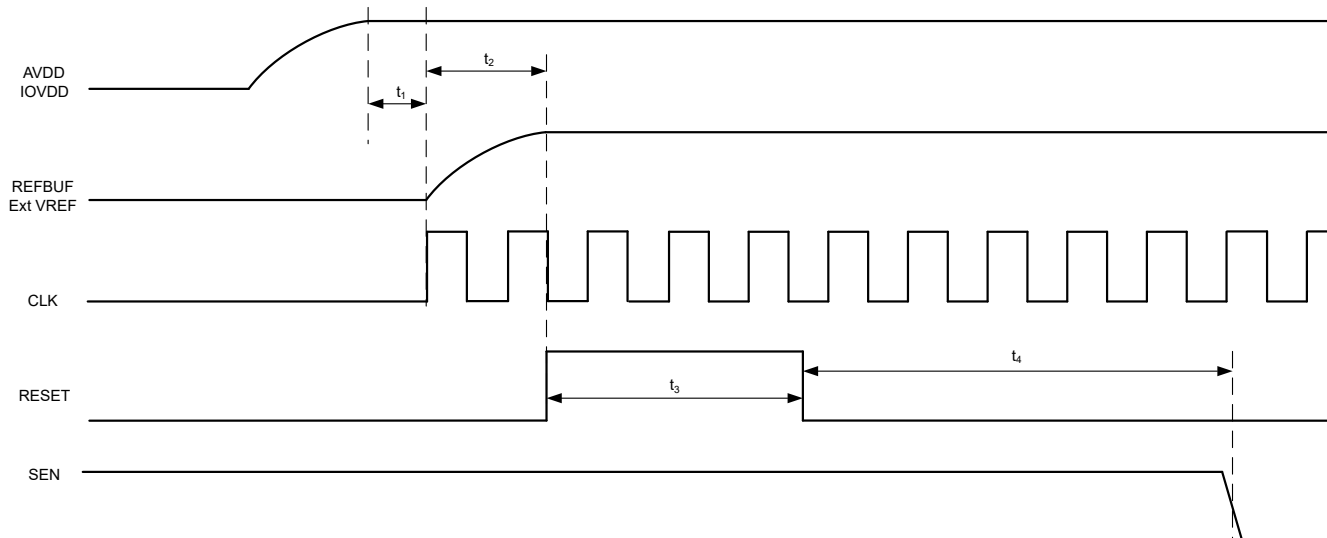 AVDD
IOVDD
t₁
t₂
REFBUF
Ext VREF
CLK
RESET
t₃
t₄
SEN